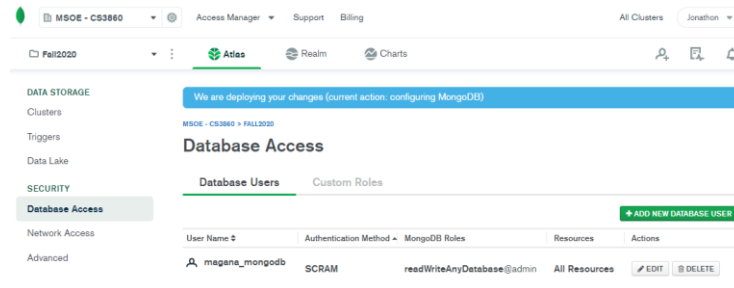 MSOE - CS3860 Access Manager Support Billing All Clusters Jonathon
Fall2020 Atlas Realm Charts
DATA STORAGE
Clusters
Triggers
Data Lake
SECURITY
Database Access
Network Access
Advanced
We are deploying your changes (current action: configuring MongoDB)
MSOE - CS3860 > FALL2020
Database Access
Database Users Custom Roles
+ ADD NEW DATABASE USER
User Name Authentication Method MongoDB Roles Resources Actions
magana_mongodb SCRAM readWriteAnyDatabase@admin All Resources EDIT DELETE